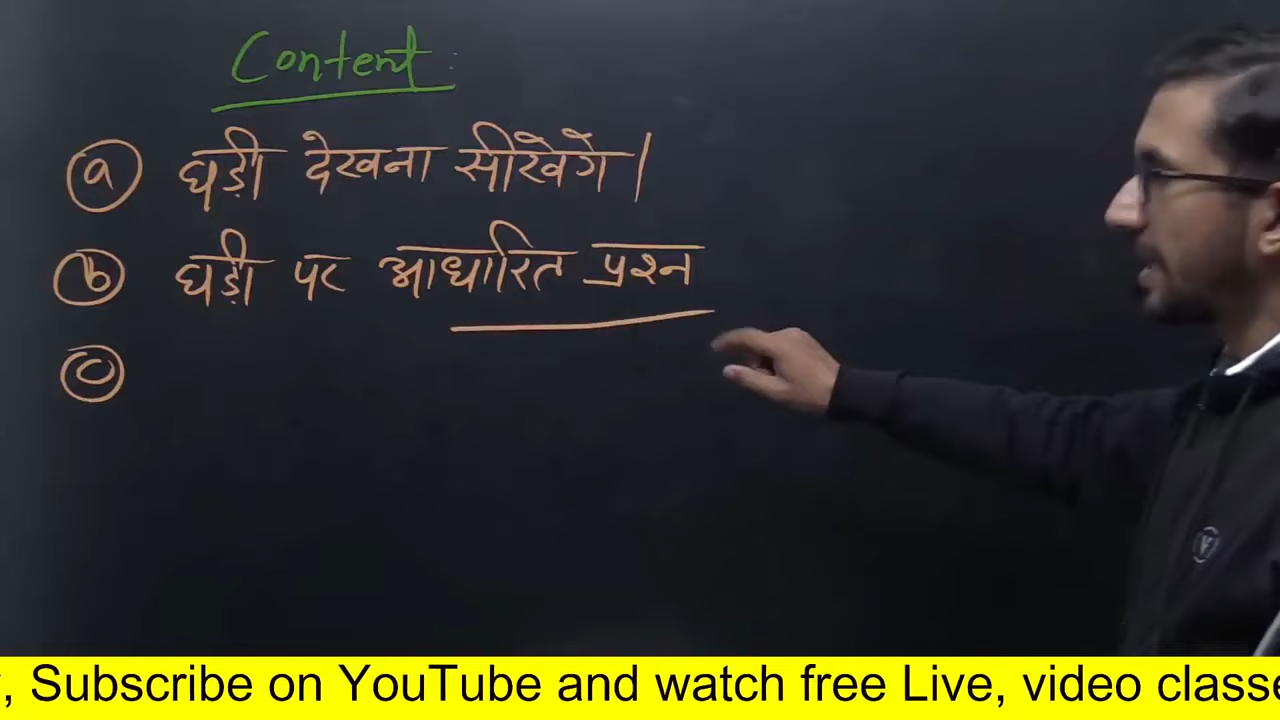 Content :
(a) घड़ी देखना सीखेगे।
(b) घड़ी पर आधारित प्रश्न
(c)
, Subscribe on YouTube and watch free Live, video classe